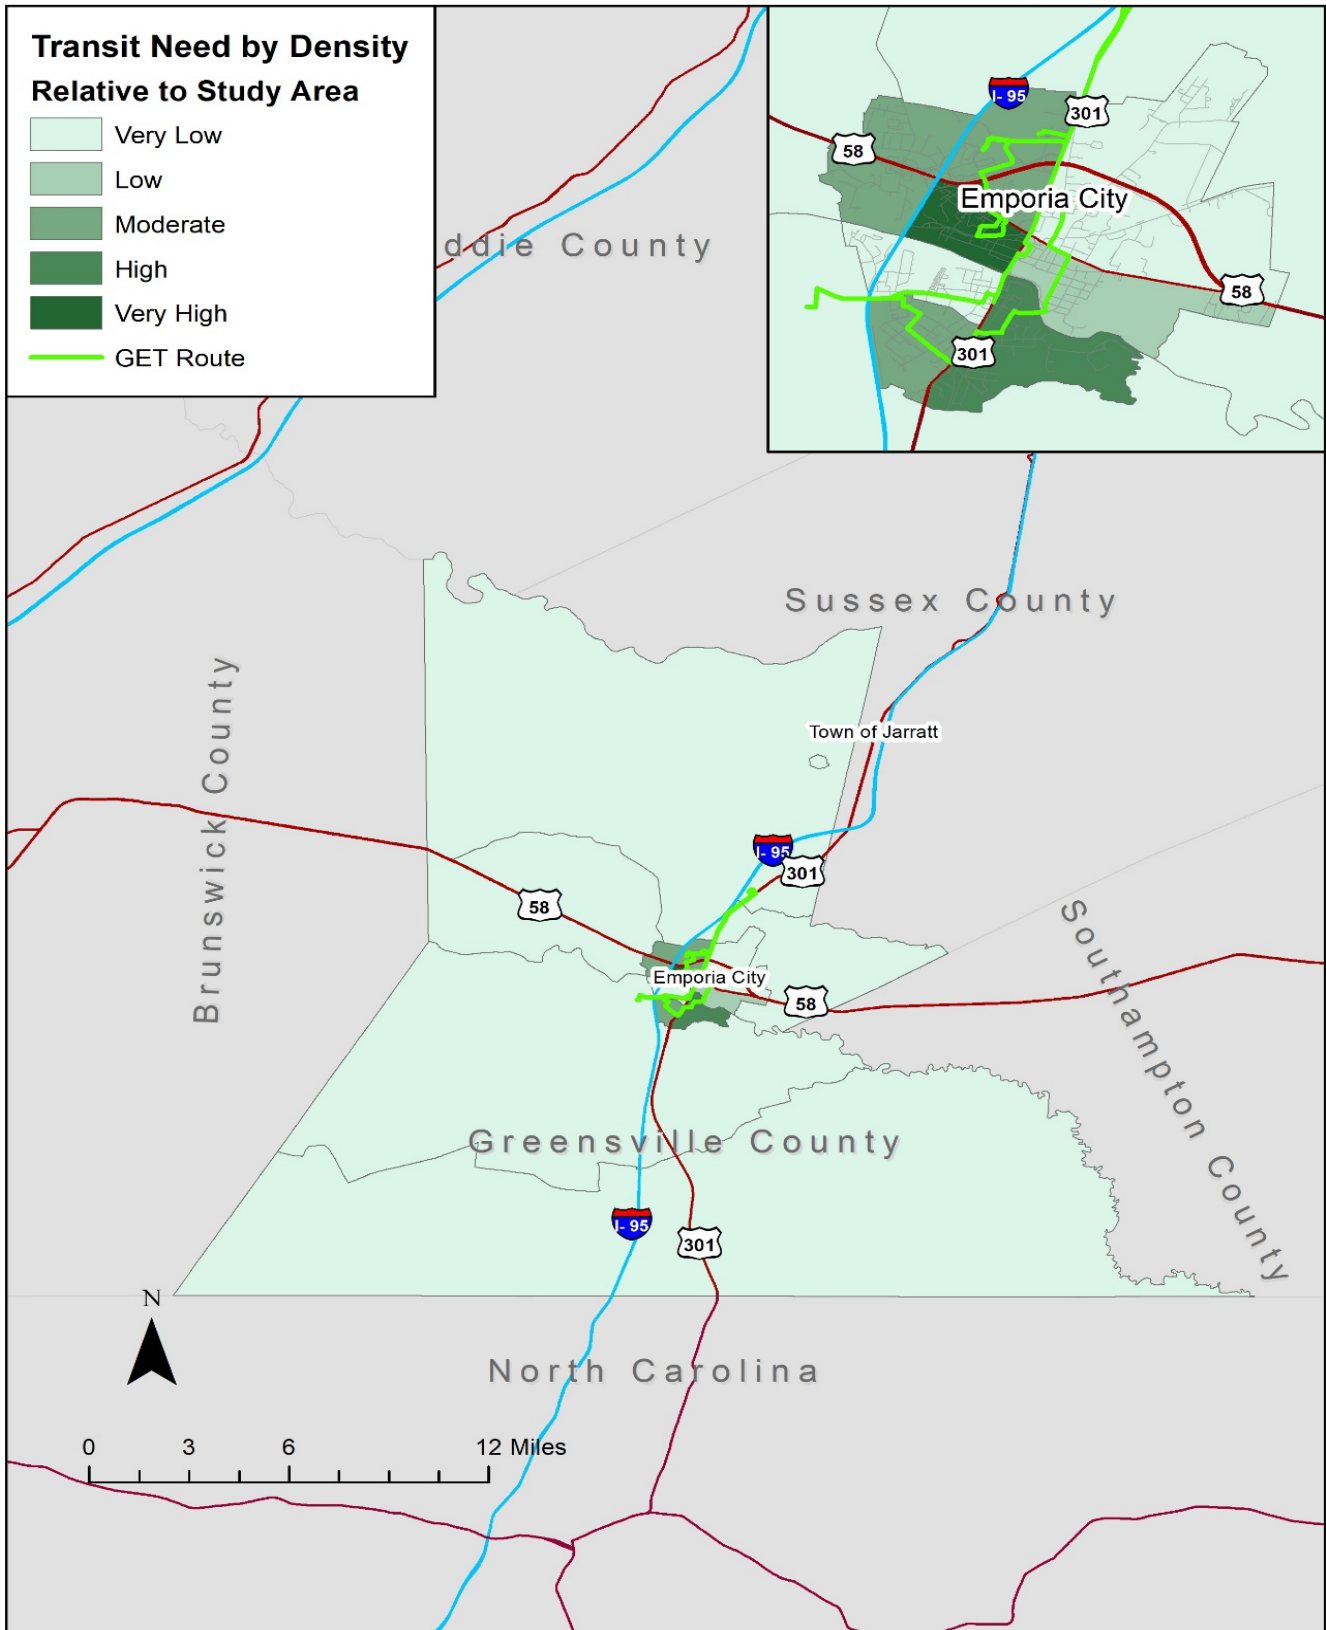 Transit Need by Density
Relative to Study Area
Very Low
Low
Moderate
High
Very High
GET Route
I- 95
301
58
Emporia City
58
301
ddie County
Sussex County
Town of Jarratt
Brunswick County
I- 95
301
58
Emporia City
58
Southampton County
Greensville County
I- 95
301
N
North Carolina
0 3 6 12 Miles